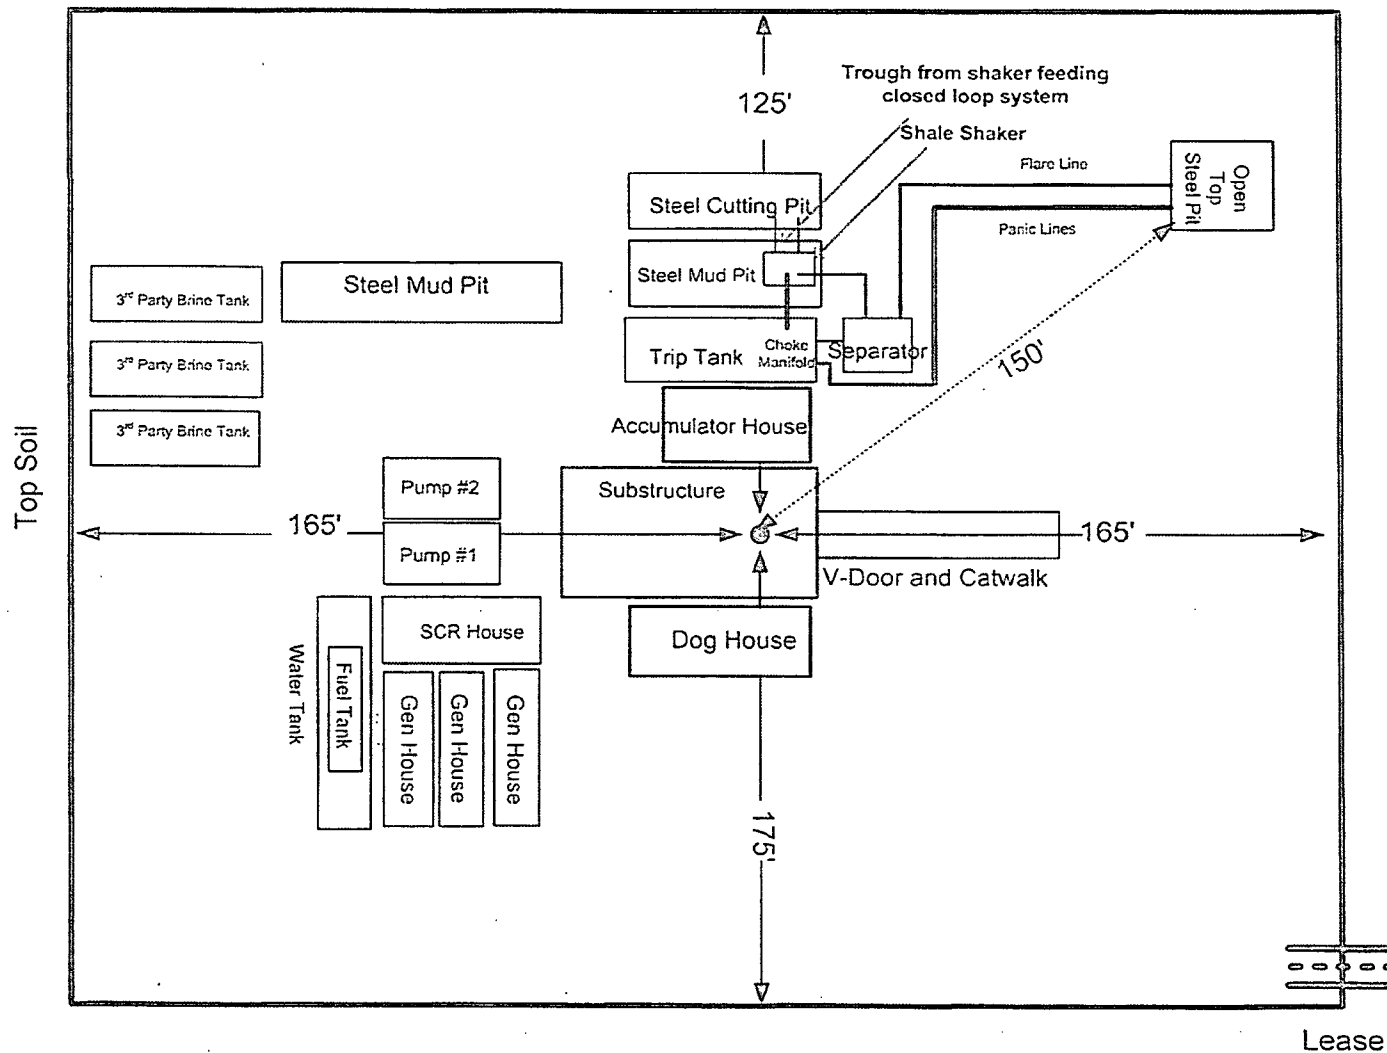 Trough from shaker feeding
closed loop system
125'
Shale Shaker
Flare Line
Open
Top
Steel Pit
Steel Cutting Pit
Panic Lines
3rd Party Brine Tank
Steel Mud Pit
Steel Mud Pit
3rd Party Brine Tank
Trip Tank
Choke
Manifold
Separator
150'
3rd Party Brine Tank
Accumulator House
Top Soil
Pump #2
Substructure
165'
Pump #1
165'
V-Door and Catwalk
SCR House
Dog House
Water Tank
Fuel Tank
Gen House
Gen House
Gen House
175'
Lease